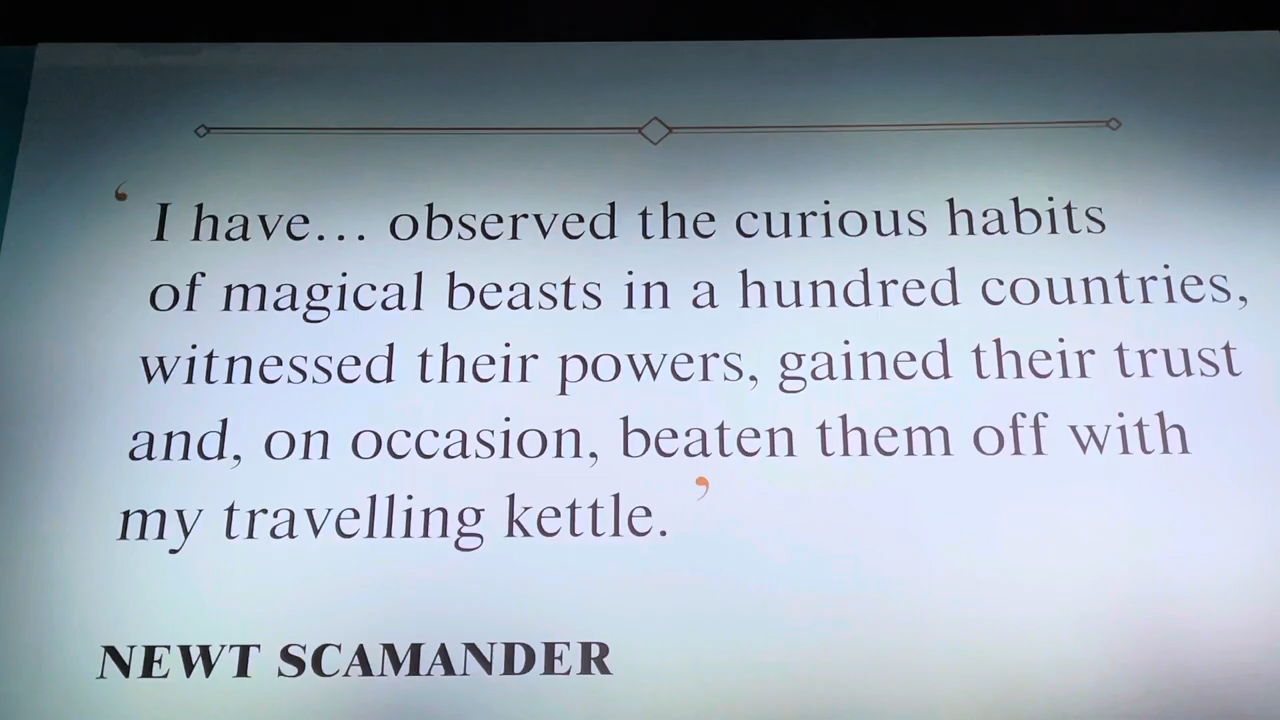 ‘I have... observed the curious habits
of magical beasts in a hundred countries,
witnessed their powers, gained their trust
and, on occasion, beaten them off with
my travelling kettle.’
NEWT SCAMANDER